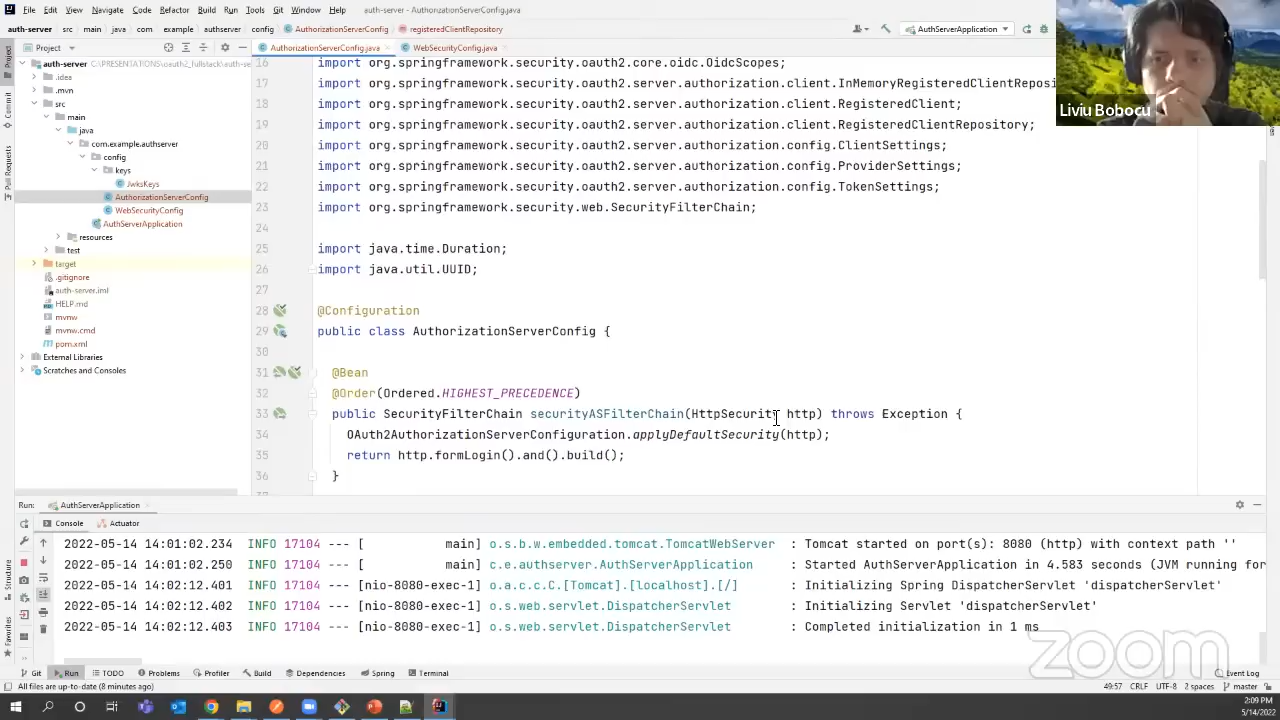 File Edit View Navigate Code Refactor Build Run Tools Git Window Help auth-server - AuthorizationServerConfig.java
auth-server src main java com example authserver config AuthorizationServerConfig registeredClientRepository AuthServerApplication
Project AuthorizationServerConfig.java WebSecurityConfig.java
auth-server C:\PRESENTATIONS\oauth2_fullstack\auth-se
.idea
.mvn
src
main
java
com.example.authserver
config
keys
JwksKeys
AuthorizationServerConfig
WebSecurityConfig
AuthServerApplication
resources
test
target
.gitignore
auth-server.iml
HELP.md
mvnw
mvnw.cmd
pom.xml
External Libraries
Scratches and Consoles
Project
Commit
Pull Requests
Structure
Favorites
16 import org.springframework.security.oauth2.core.oidc.OidcScopes;
17 import org.springframework.security.oauth2.server.authorization.client.InMemoryRegisteredClientReposi
18 import org.springframework.security.oauth2.server.authorization.client.RegisteredClient;
19 import org.springframework.security.oauth2.server.authorization.client.RegisteredClientRepository;
20 import org.springframework.security.oauth2.server.authorization.config.ClientSettings;
21 import org.springframework.security.oauth2.server.authorization.config.ProviderSettings;
22 import org.springframework.security.oauth2.server.authorization.config.TokenSettings;
23 import org.springframework.security.web.SecurityFilterChain;
24
25 import java.time.Duration;
26 import java.util.UUID;
27
28 @Configuration
29 public class AuthorizationServerConfig {
30
31 @Bean
32 @Order(Ordered.HIGHEST_PRECEDENCE)
33 public SecurityFilterChain securityASFilterChain(HttpSecurity http) throws Exception {
34 OAuth2AuthorizationServerConfiguration.applyDefaultSecurity(http);
35 return http.formLogin().and().build();
36 }
Liviu Bobocu
Run: AuthServerApplication
Console Actuator
2022-05-14 14:01:02.234 INFO 17104 --- [ main] o.s.b.w.embedded.tomcat.TomcatWebServer : Tomcat started on port(s): 8080 (http) with context path ''
2022-05-14 14:01:02.250 INFO 17104 --- [ main] c.e.authserver.AuthServerApplication : Started AuthServerApplication in 4.583 seconds (JVM running for
2022-05-14 14:02:12.401 INFO 17104 --- [nio-8080-exec-1] o.a.c.c.C.[Tomcat].[localhost].[/] : Initializing Spring DispatcherServlet 'dispatcherServlet'
2022-05-14 14:02:12.402 INFO 17104 --- [nio-8080-exec-1] o.s.web.servlet.DispatcherServlet : Initializing Servlet 'dispatcherServlet'
2022-05-14 14:02:12.403 INFO 17104 --- [nio-8080-exec-1] o.s.web.servlet.DispatcherServlet : Completed initialization in 1 ms
zoom
Git Run TODO Problems Profiler Build Dependencies Spring Terminal Event Log
All files are up-to-date (8 minutes ago) 49:57 CRLF UTF-8 2 spaces master
2:09 PM
5/14/2022